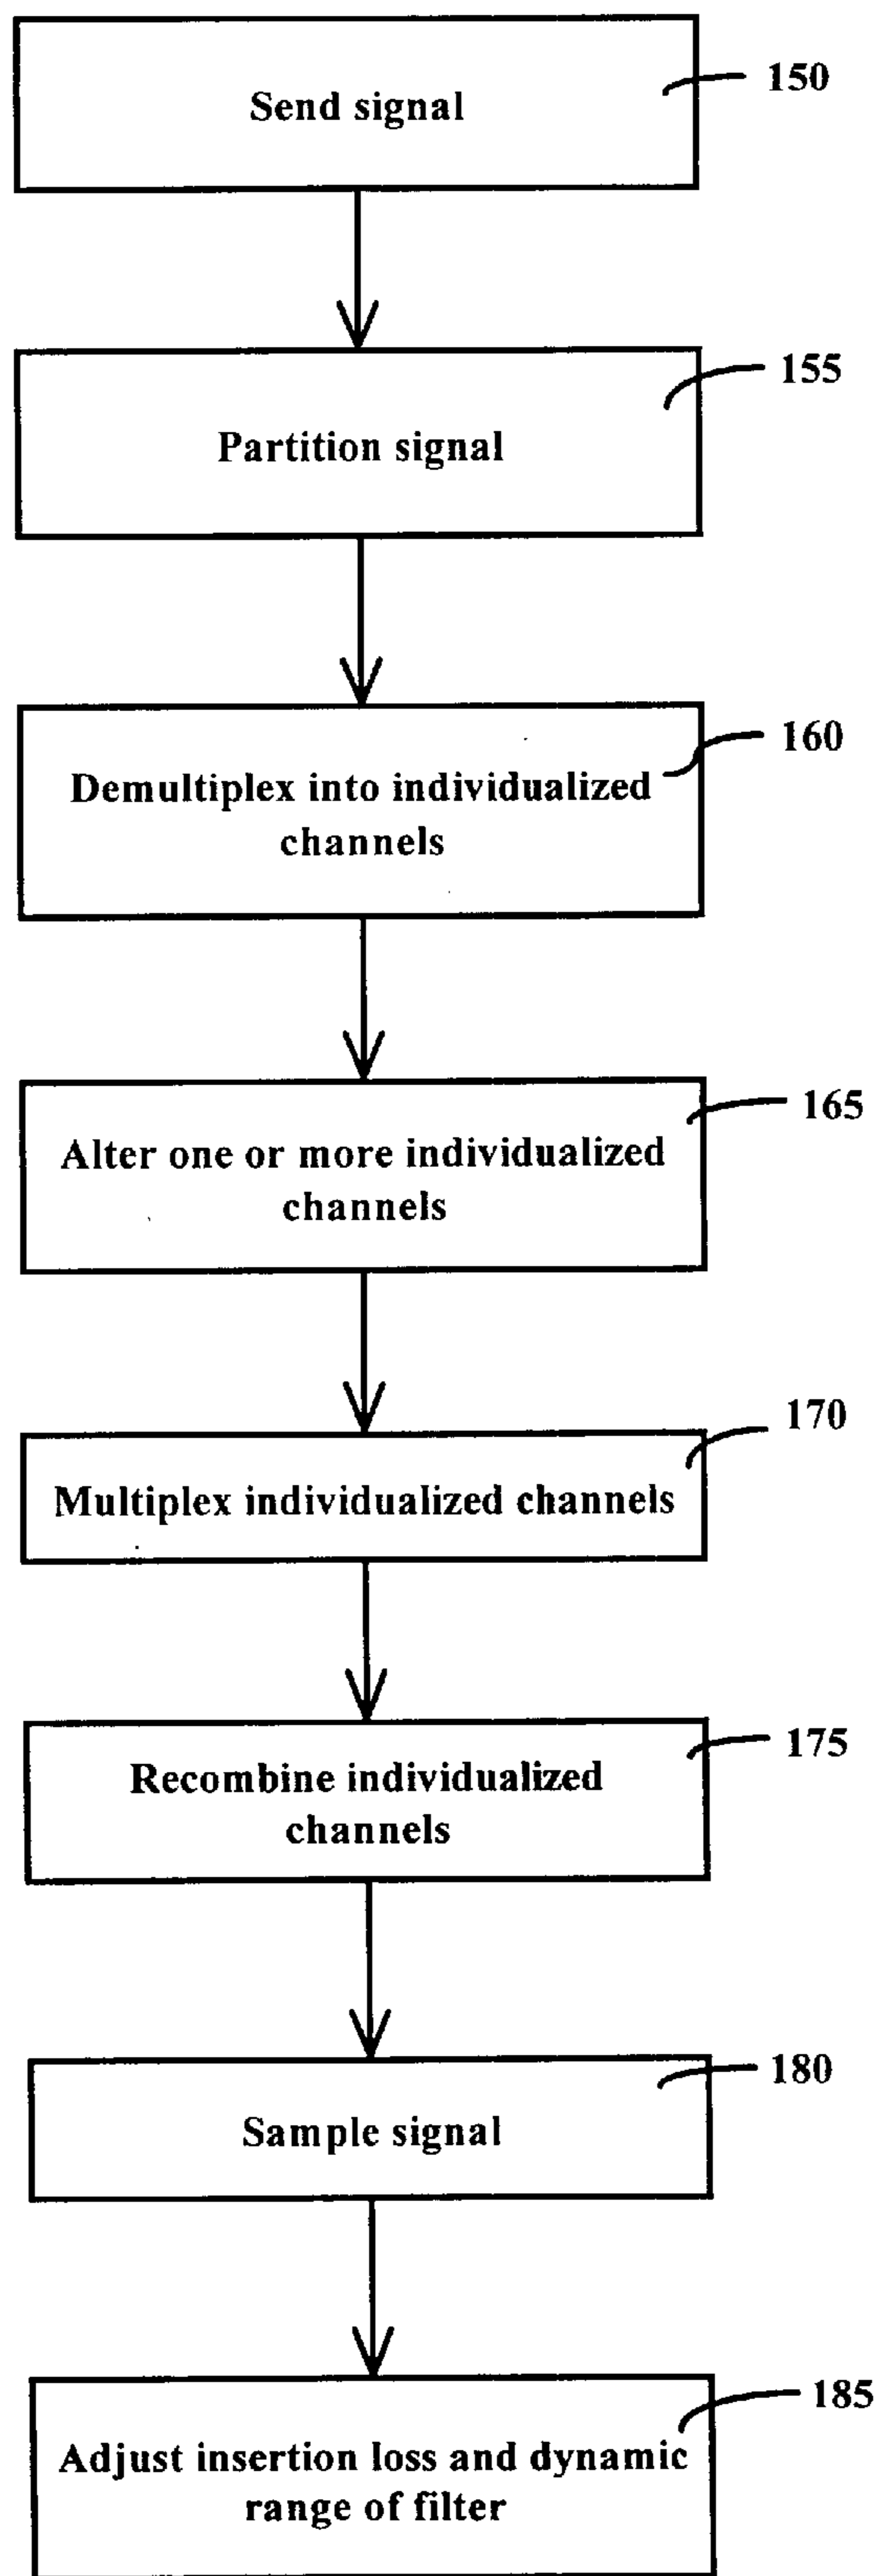 150
Send signal
155
Partition signal
160
Demultiplex into individualized
channels
165
Alter one or more individualized
channels
170
Multiplex individualized channels
175
Recombine individualized
channels
180
Sample signal
185
Adjust insertion loss and dynamic
range of filter